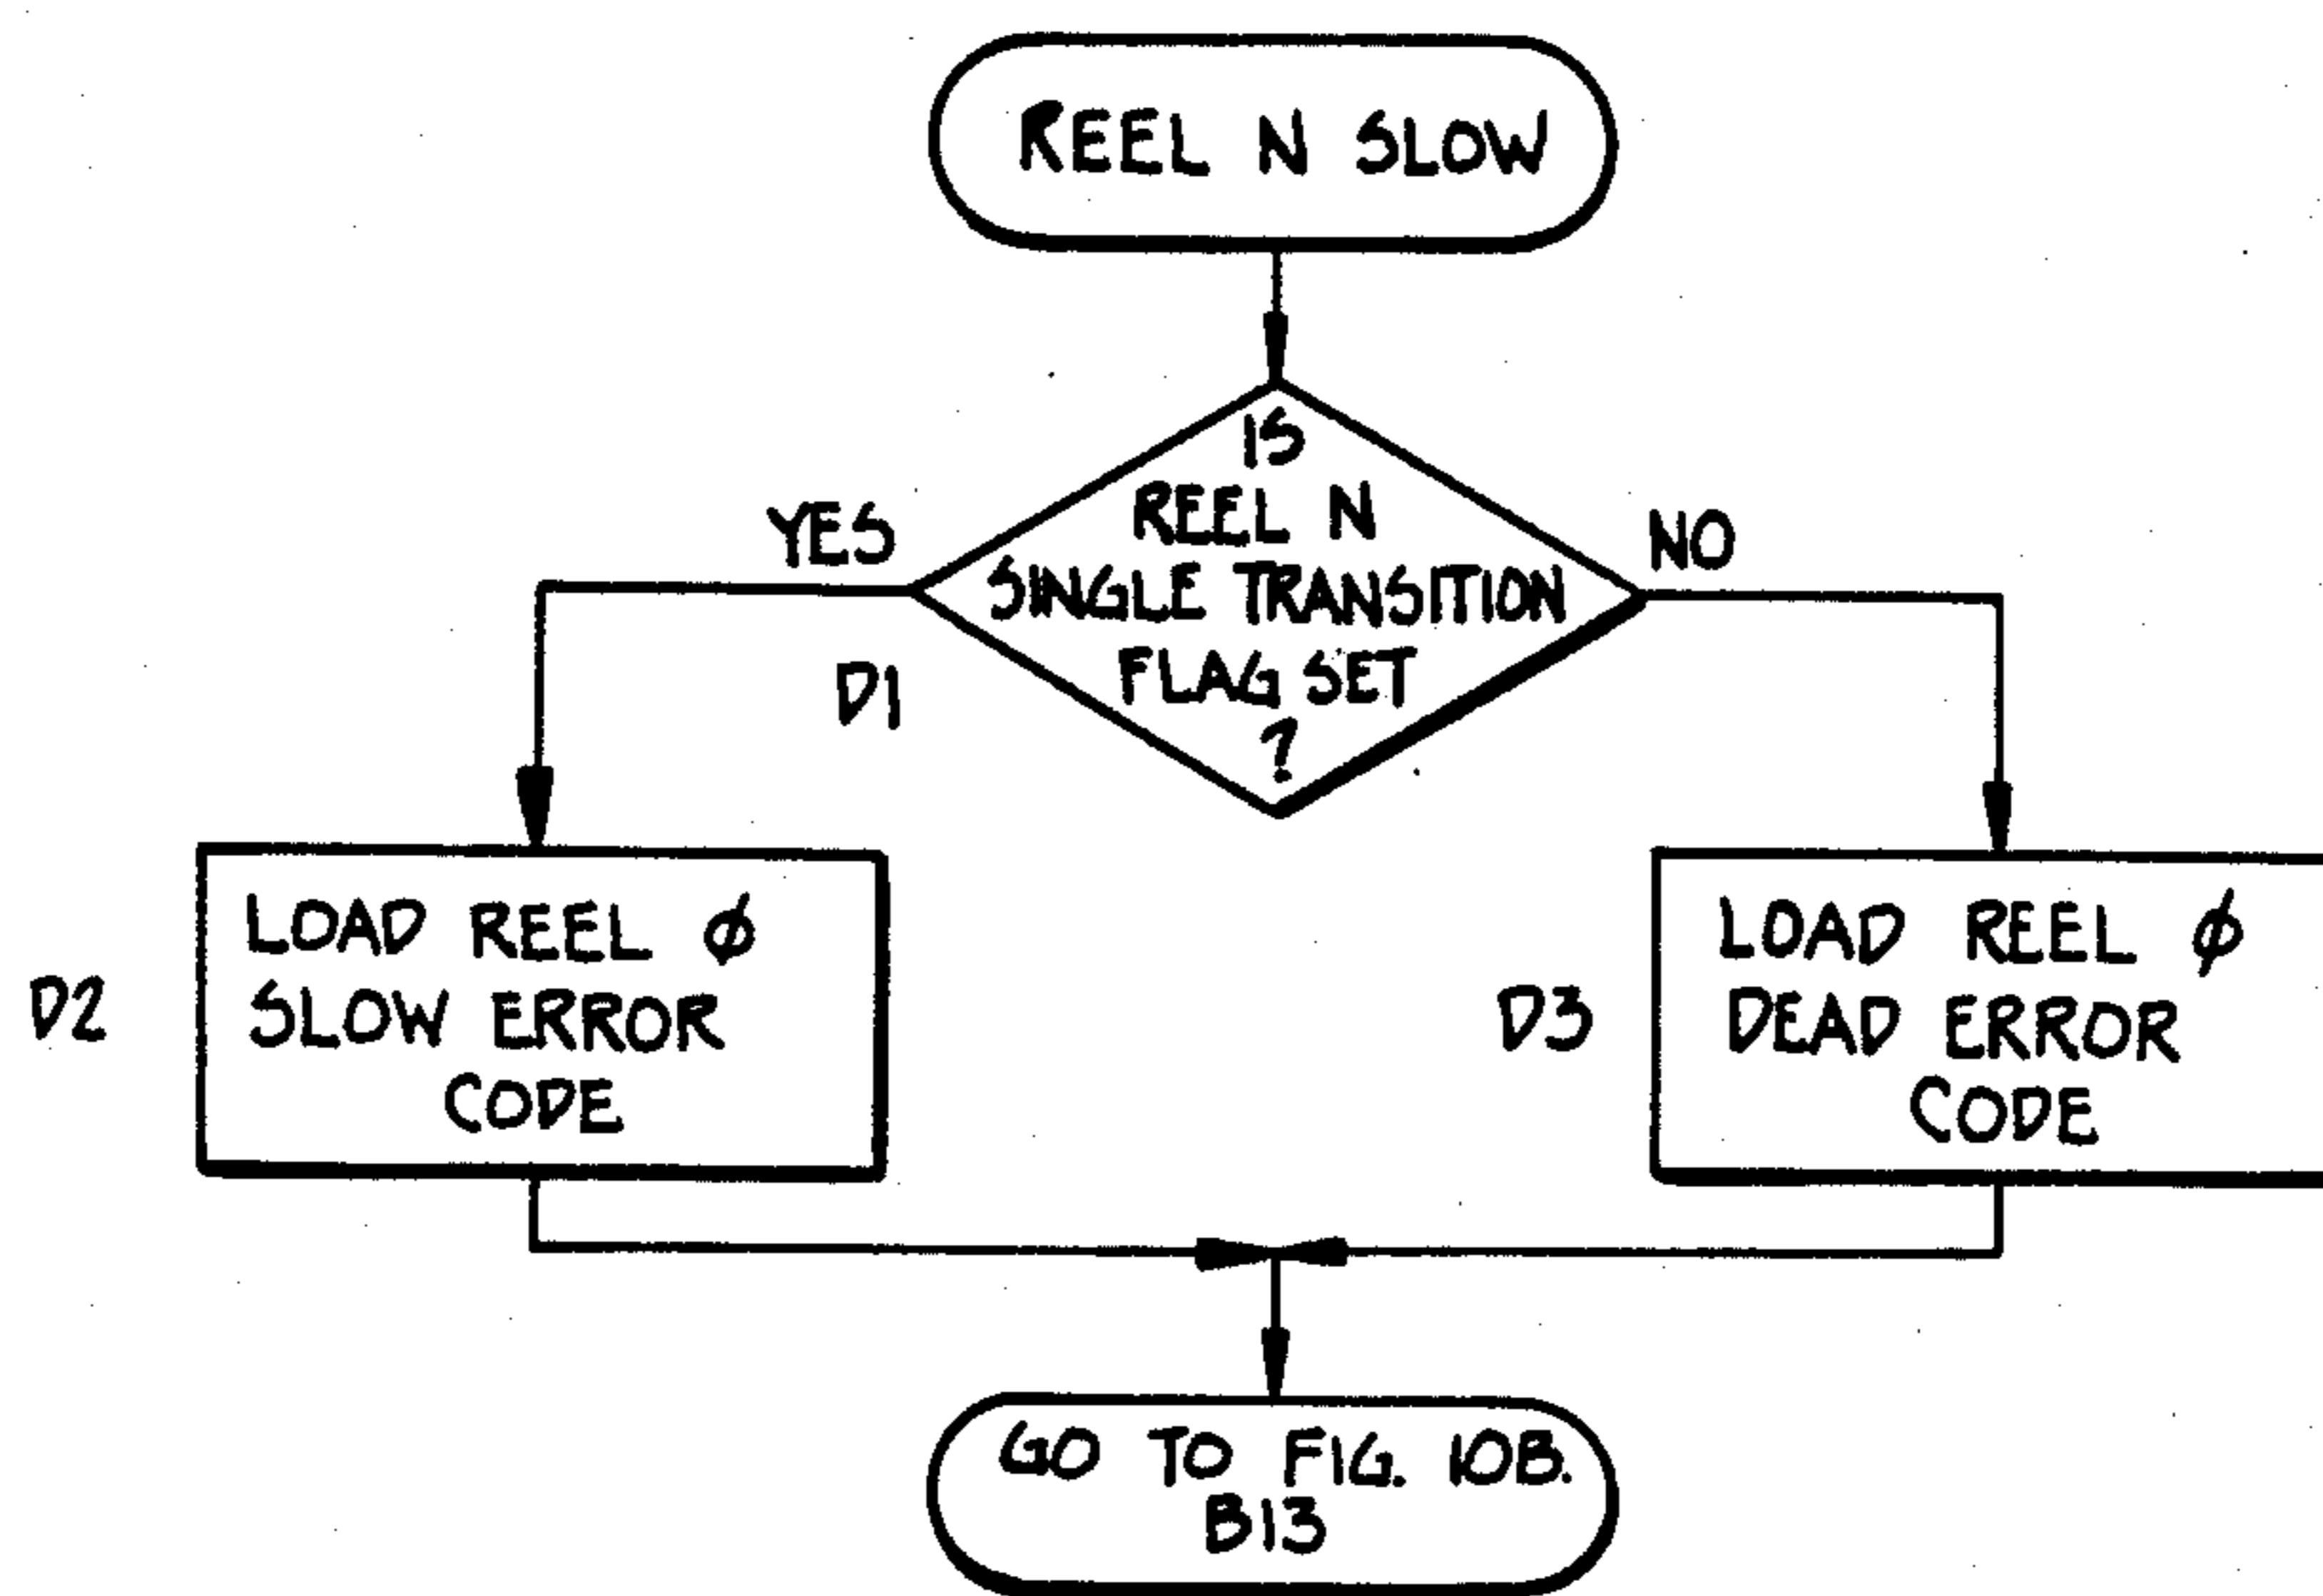 REEL N SLOW
IS
REEL N
SINGLE TRANSITION
FLAG SET
?
YES
NO
D1
LOAD REEL φ
SLOW ERROR
CODE
D2
LOAD REEL φ
DEAD ERROR
CODE
D3
GO TO FIG. 10B.
B13